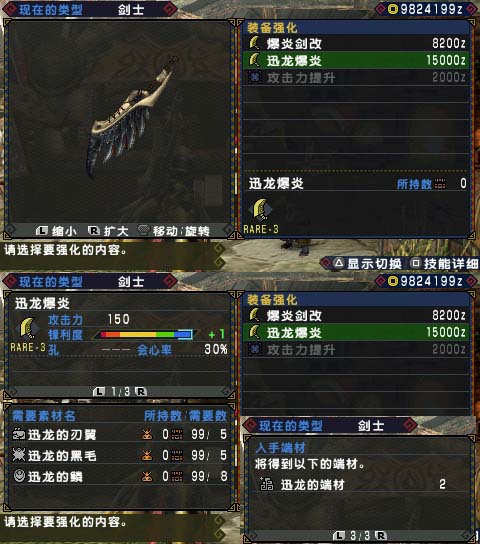 现在的类型 剑士
9824199z
装备强化
爆炎剑改 8200z
迅龙爆炎 15000z
攻击力提升 2000z
迅龙爆炎 所持数 0
RARE-3
L 缩小 R 扩大 移动/旋转
请选择要强化的内容。
△显示切换 □技能详细
现在的类型 剑士
9824199z
迅龙爆炎
RARE-3
攻击力 150
锋利度 +1
孔 --- 会心率 30%
L 1/3 R
装备强化
爆炎剑改 8200z
迅龙爆炎 15000z
攻击力提升 2000z
需要素材名 所持数/需要数
迅龙的刃翼 0 99/ 5
迅龙的黑毛 0 99/ 5
迅龙的鳞 0 99/ 8
请选择要强化的内容。
现在的类型 剑士
入手端材
将得到以下的端材。
迅龙的端材 2
L 3/3 R